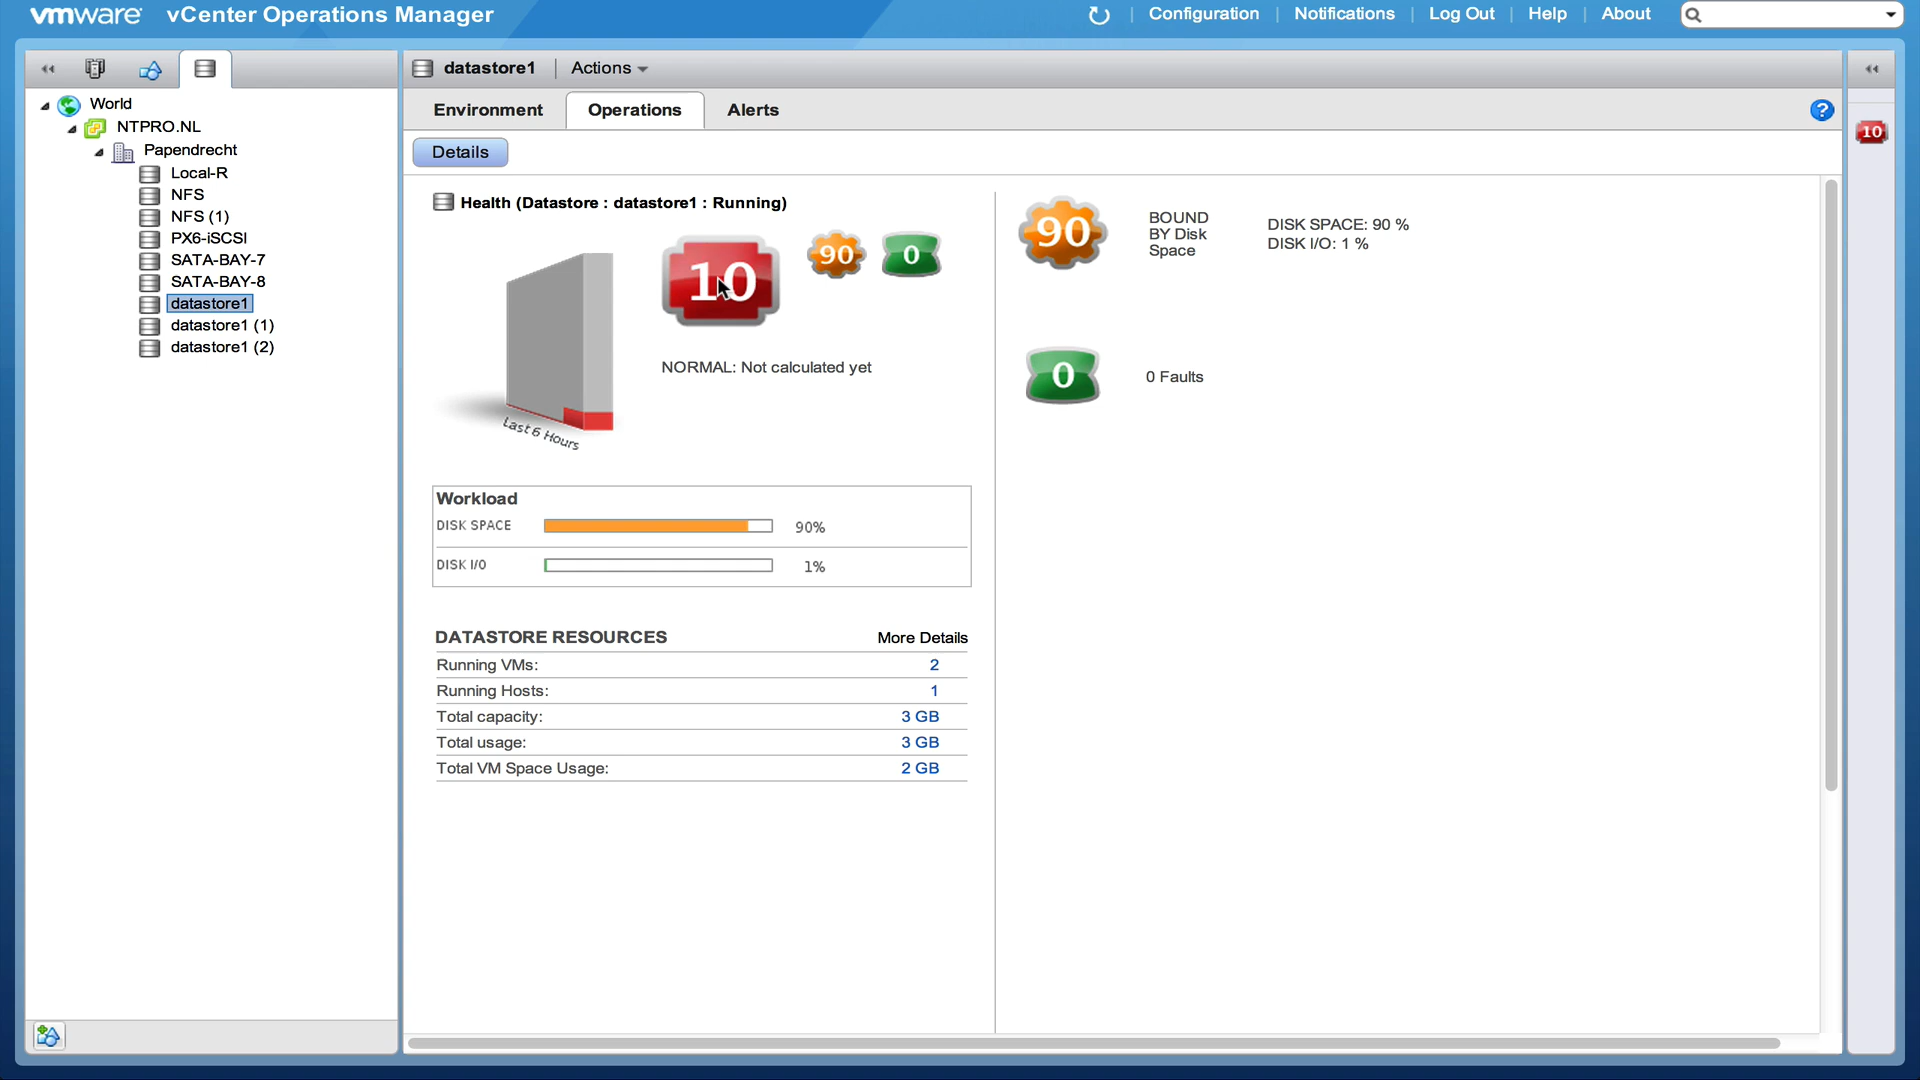 vmware vCenter Operations Manager
Configuration Notifications Log Out Help About
datastore1 Actions
World
NTPRO.NL
Papendrecht
Local-R
NFS
NFS (1)
PX6-iSCSI
SATA-BAY-7
SATA-BAY-8
datastore1
datastore1 (1)
datastore1 (2)
Environment Operations Alerts
?
10
Details
Health (Datastore : datastore1 : Running)
10 90 0
NORMAL: Not calculated yet
Last 6 Hours
Workload
DISK SPACE 90%
DISK I/O 1%
DATASTORE RESOURCES More Details
Running VMs: 2
Running Hosts: 1
Total capacity: 3 GB
Total usage: 3 GB
Total VM Space Usage: 2 GB
90
BOUND
BY Disk
Space
DISK SPACE: 90 %
DISK I/O: 1 %
0
0 Faults